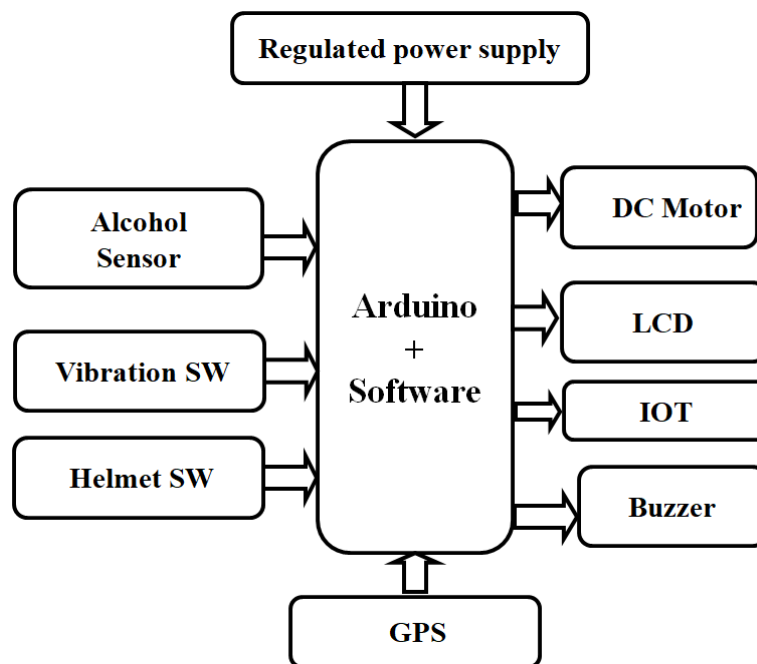 Regulated power supply
Alcohol
Sensor
Vibration SW
Helmet SW
Arduino
+
Software
DC Motor
LCD
IOT
Buzzer
GPS